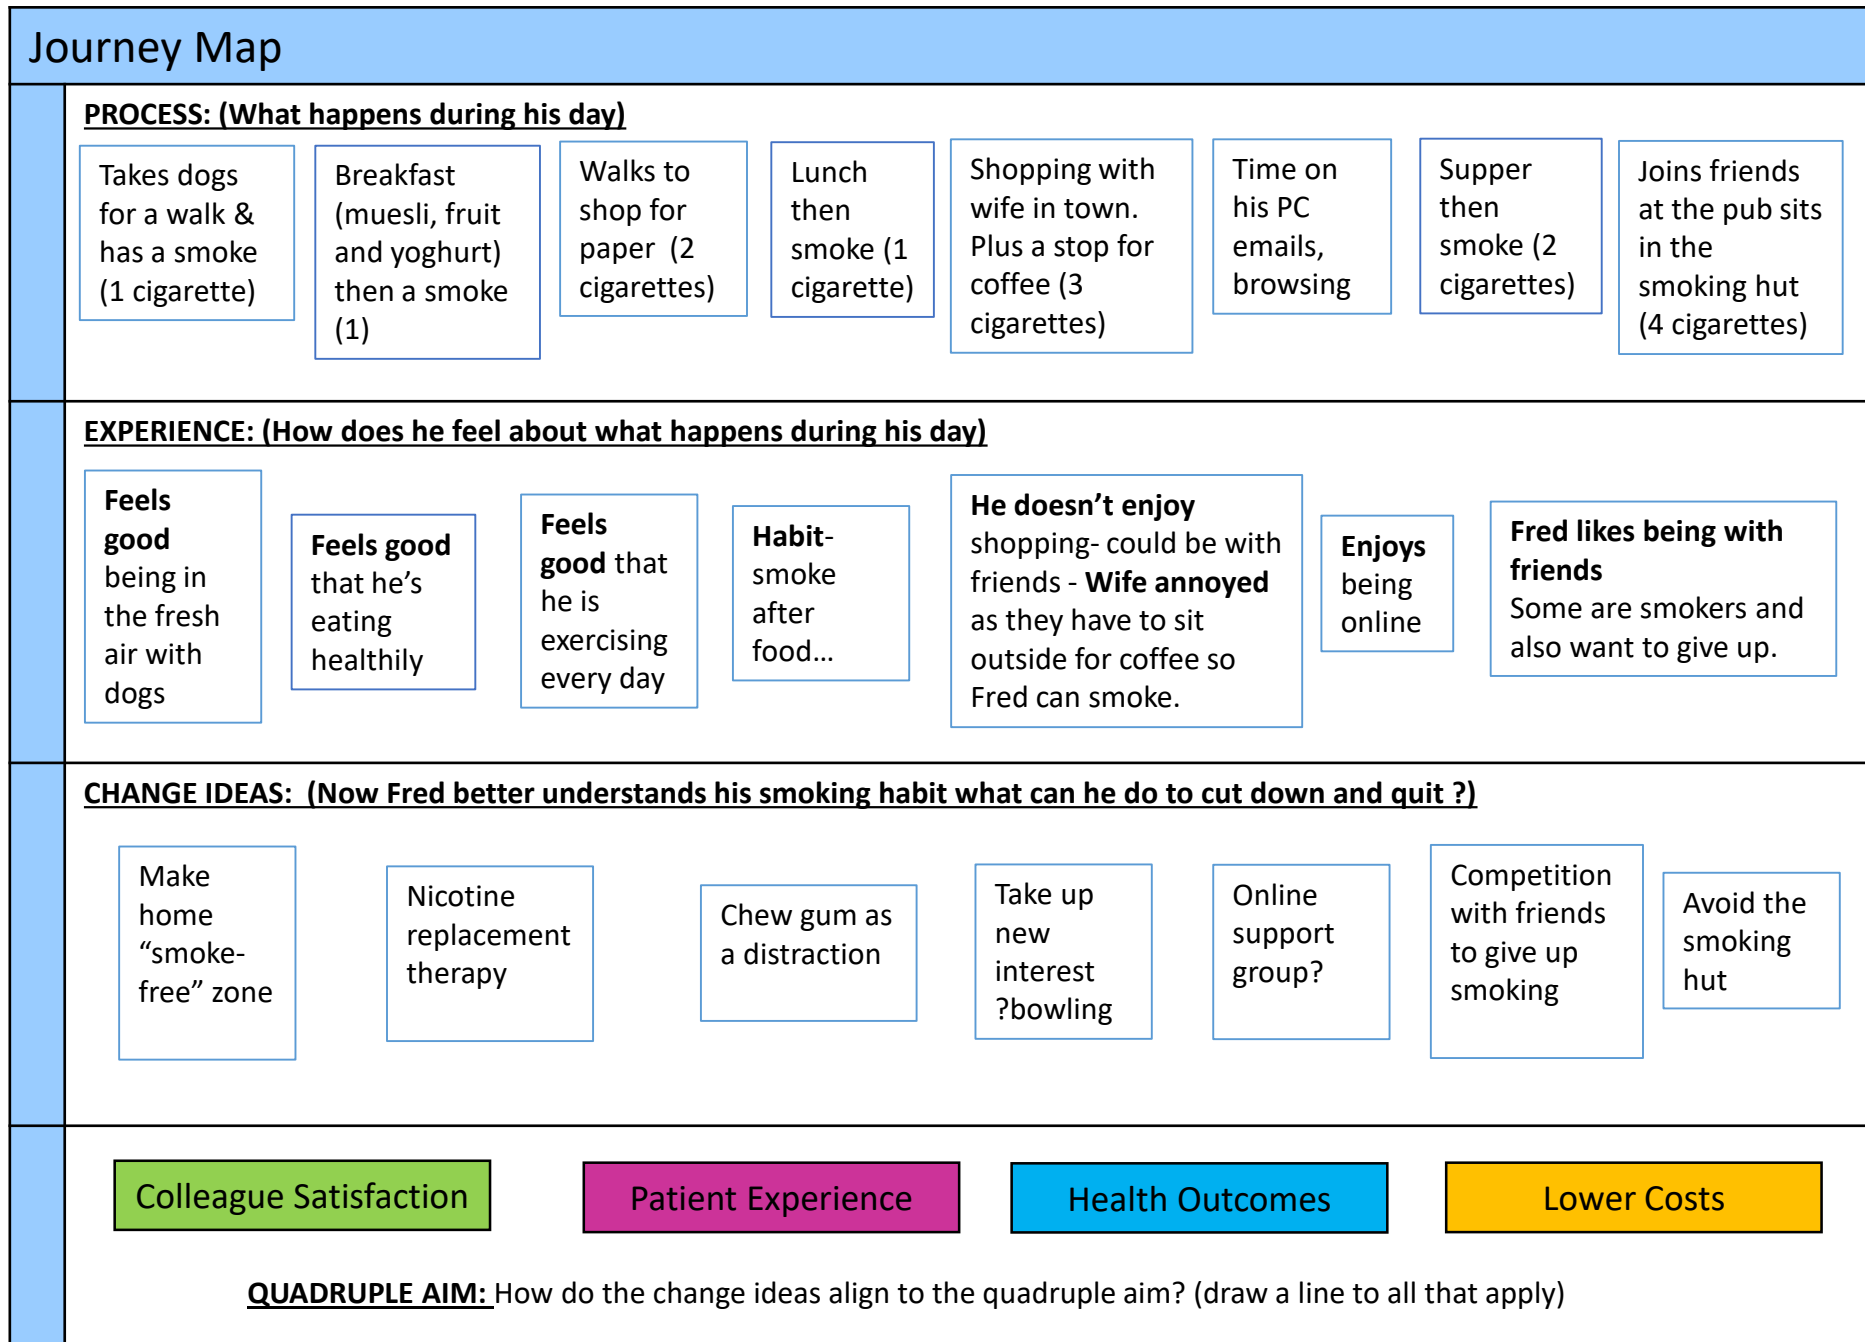 Journey Map
PROCESS: (What happens during his day)
Takes dogs
for a walk &
has a smoke
(1 cigarette)
Breakfast
(muesli, fruit
and yoghurt)
then a smoke
(1)
Walks to
shop for
paper (2
cigarettes)
Lunch
then
smoke (1
cigarette)
Shopping with
wife in town.
Plus a stop for
coffee (3
cigarettes)
Time on
his PC
emails,
browsing
Supper
then
smoke (2
cigarettes)
Joins friends
at the pub sits
in the
smoking hut
(4 cigarettes)
EXPERIENCE: (How does he feel about what happens during his day)
Feels
good
being in
the fresh
air with
dogs
Feels good
that he’s
eating
healthily
Feels
good that
he is
exercising
every day
Habit-
smoke
after
food…
He doesn’t enjoy
shopping- could be with
friends - Wife annoyed
as they have to sit
outside for coffee so
Fred can smoke.
Enjoys
being
online
Fred likes being with
friends
Some are smokers and
also want to give up.
CHANGE IDEAS: (Now Fred better understands his smoking habit what can he do to cut down and quit ?)
Make
home
“smoke-
free” zone
Nicotine
replacement
therapy
Chew gum as
a distraction
Take up
new
interest
?bowling
Online
support
group?
Competition
with friends
to give up
smoking
Avoid the
smoking
hut
Colleague Satisfaction
Patient Experience
Health Outcomes
Lower Costs
QUADRUPLE AIM: How do the change ideas align to the quadruple aim? (draw a line to all that apply)